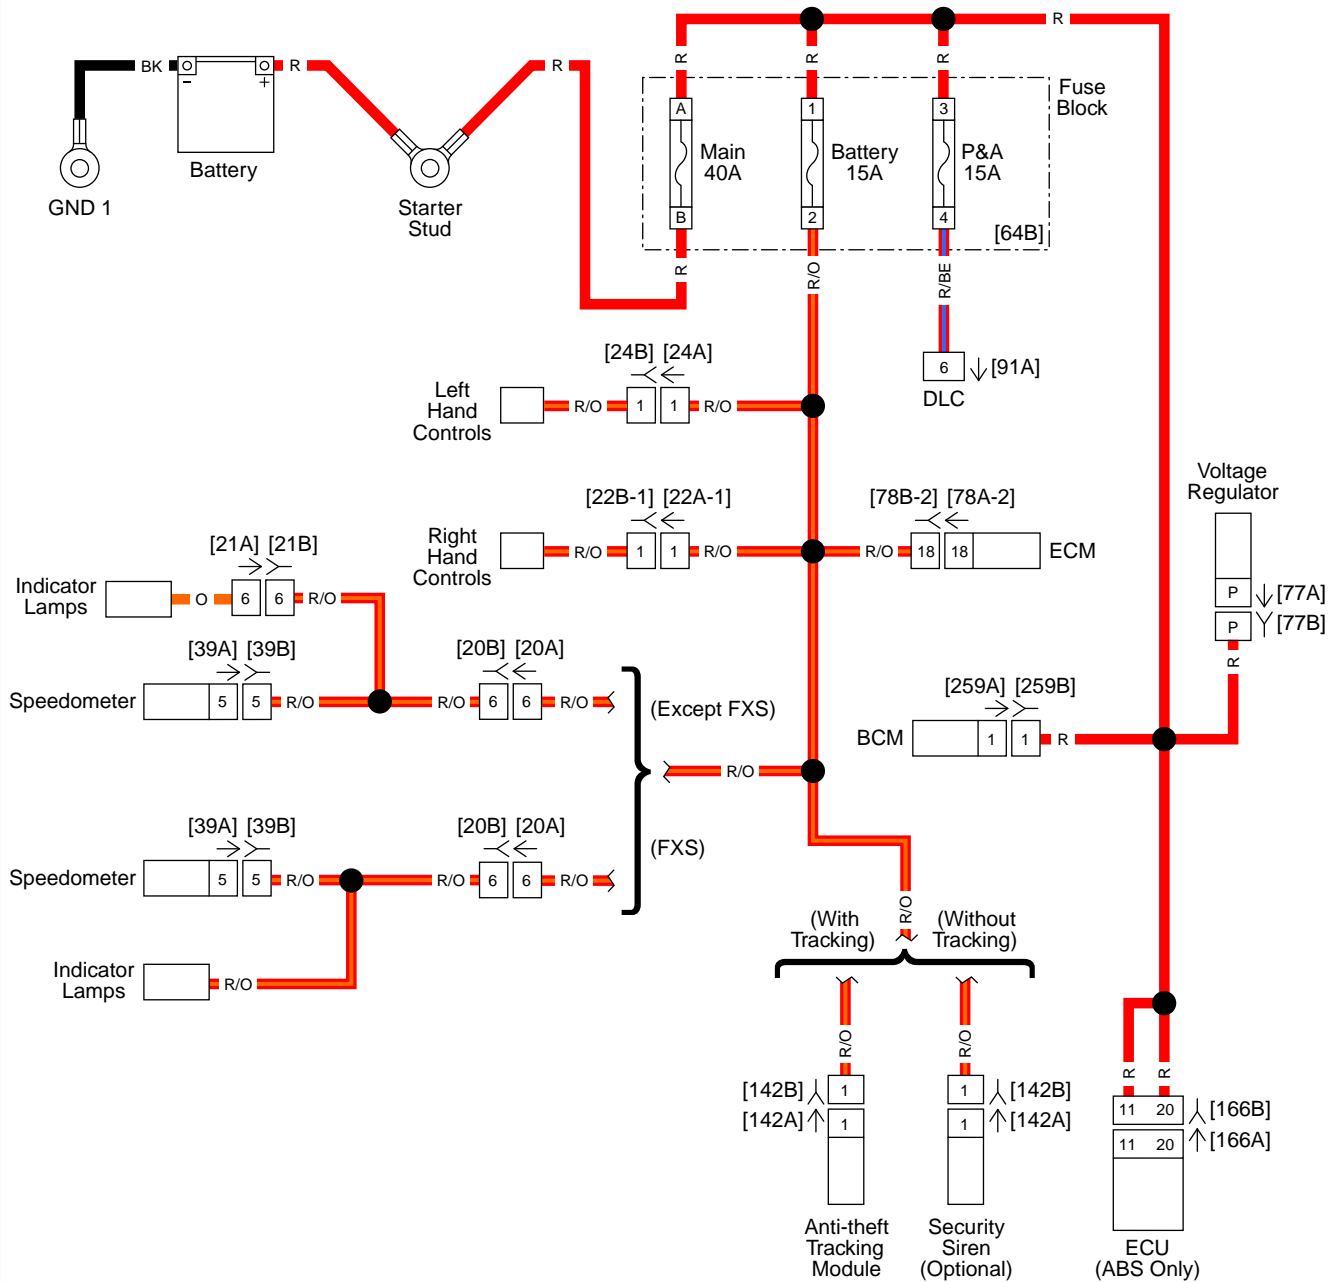 R
R
R
R
BK
R
R
-
+
Battery
GND 1
Starter
Stud
Fuse
Block
A
1
3
Main
40A
Battery
15A
P&A
15A
B
2
4
[64B]
R
R/O
R/BE
6
[91A]
DLC
[24B] [24A]
Left
Hand
Controls
R/O
1
1
R/O
[22B-1] [22A-1]
Right
Hand
Controls
R/O
1
1
R/O
[78B-2] [78A-2]
R/O
18
18
ECM
Voltage
Regulator
P
[77A]
P
[77B]
R
[21A] [21B]
Indicator
Lamps
O
6
6
R/O
[39A] [39B]
Speedometer
5
5
R/O
[20B] [20A]
R/O
6
6
R/O
(Except FXS)
[259A] [259B]
BCM
1
1
R
R/O
(FXS)
[39A] [39B]
Speedometer
5
5
R/O
[20B] [20A]
R/O
6
6
R/O
Indicator
Lamps
R/O
R/O
(With
Tracking)
(Without
Tracking)
R/O
R/O
[142B]
1
[142A]
1
1
[142B]
1
[142A]
R
R
11
20
[166B]
11
20
[166A]
Anti-theft
Tracking
Module
Security
Siren
(Optional)
ECU
(ABS Only)